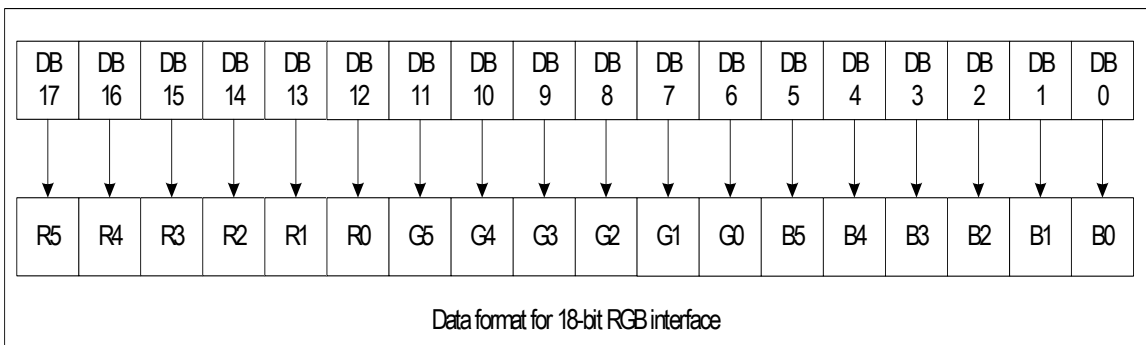 DB DB DB DB DB DB DB DB DB DB DB DB DB DB DB DB DB DB
17 16 15 14 13 12 11 10 9 8 7 6 5 4 3 2 1 0
R5 R4 R3 R2 R1 R0 G5 G4 G3 G2 G1 G0 B5 B4 B3 B2 B1 B0
Data format for 18-bit RGB interface